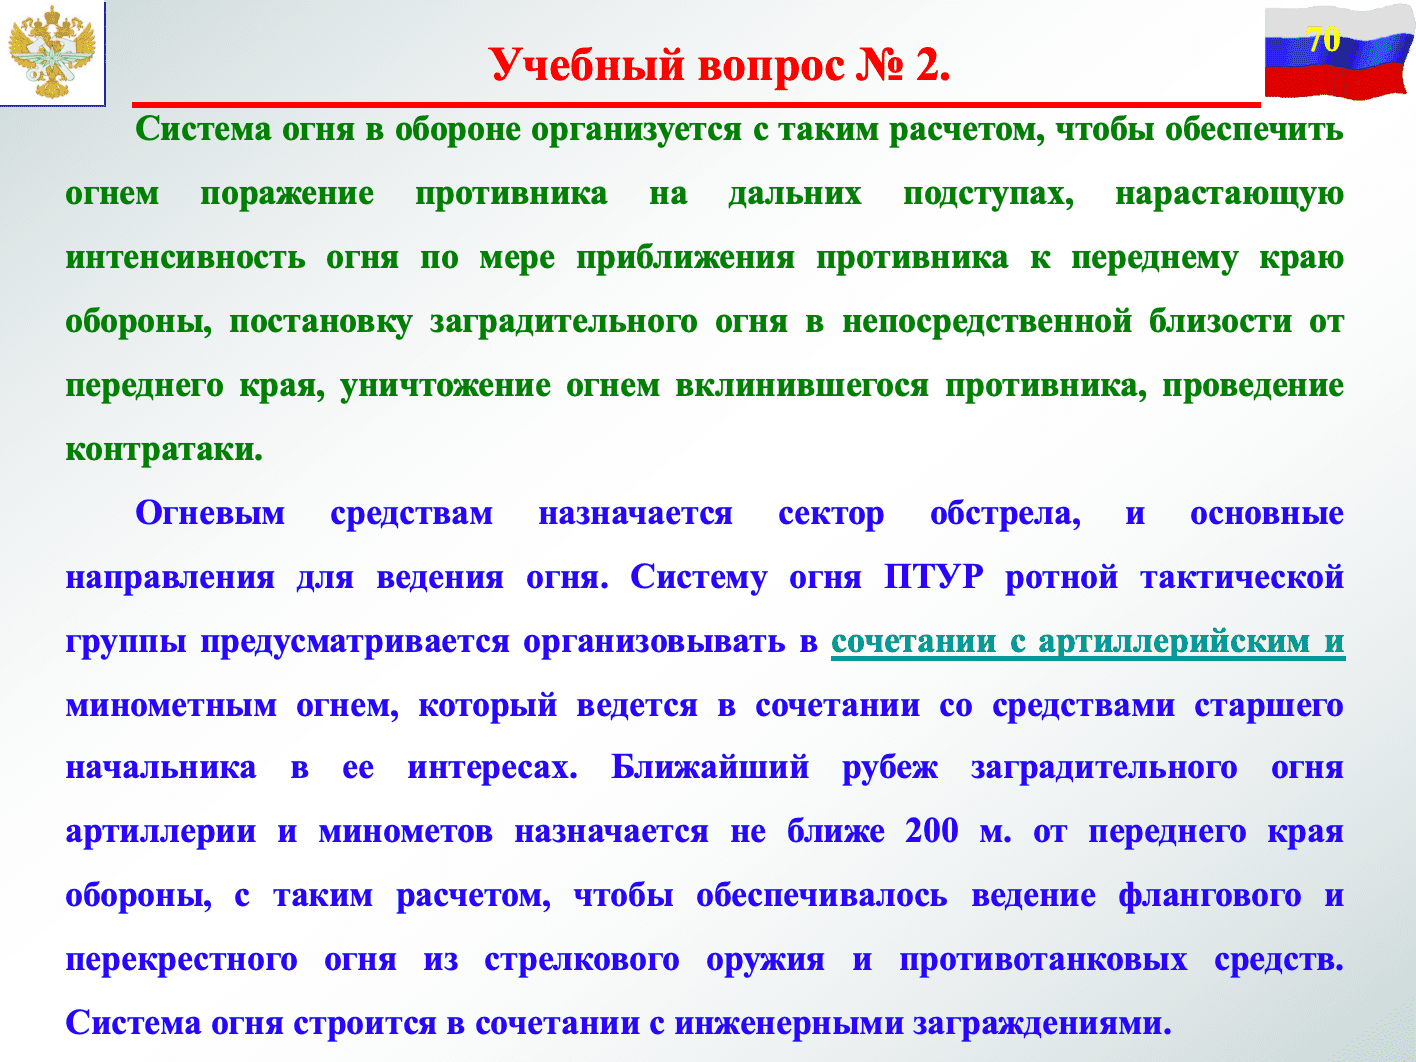 70
Учебный вопрос № 2.
Система огня в обороне организуется с таким расчетом, чтобы обеспечить
огнем поражение противника на дальних подступах, нарастающую
интенсивность огня по мере приближения противника к переднему краю
обороны, постановку заградительного огня в непосредственной близости от
переднего края, уничтожение огнем вклинившегося противника, проведение
контратаки.
Огневым средствам назначается сектор обстрела, и основные
направления для ведения огня. Систему огня ПТУР ротной тактической
группы предусматривается организовывать в сочетании с артиллерийским и
минометным огнем, который ведется в сочетании со средствами старшего
начальника в ее интересах. Ближайший рубеж заградительного огня
артиллерии и минометов назначается не ближе 200 м. от переднего края
обороны, с таким расчетом, чтобы обеспечивалось ведение флангового и
перекрестного огня из стрелкового оружия и противотанковых средств.
Система огня строится в сочетании с инженерными заграждениями.